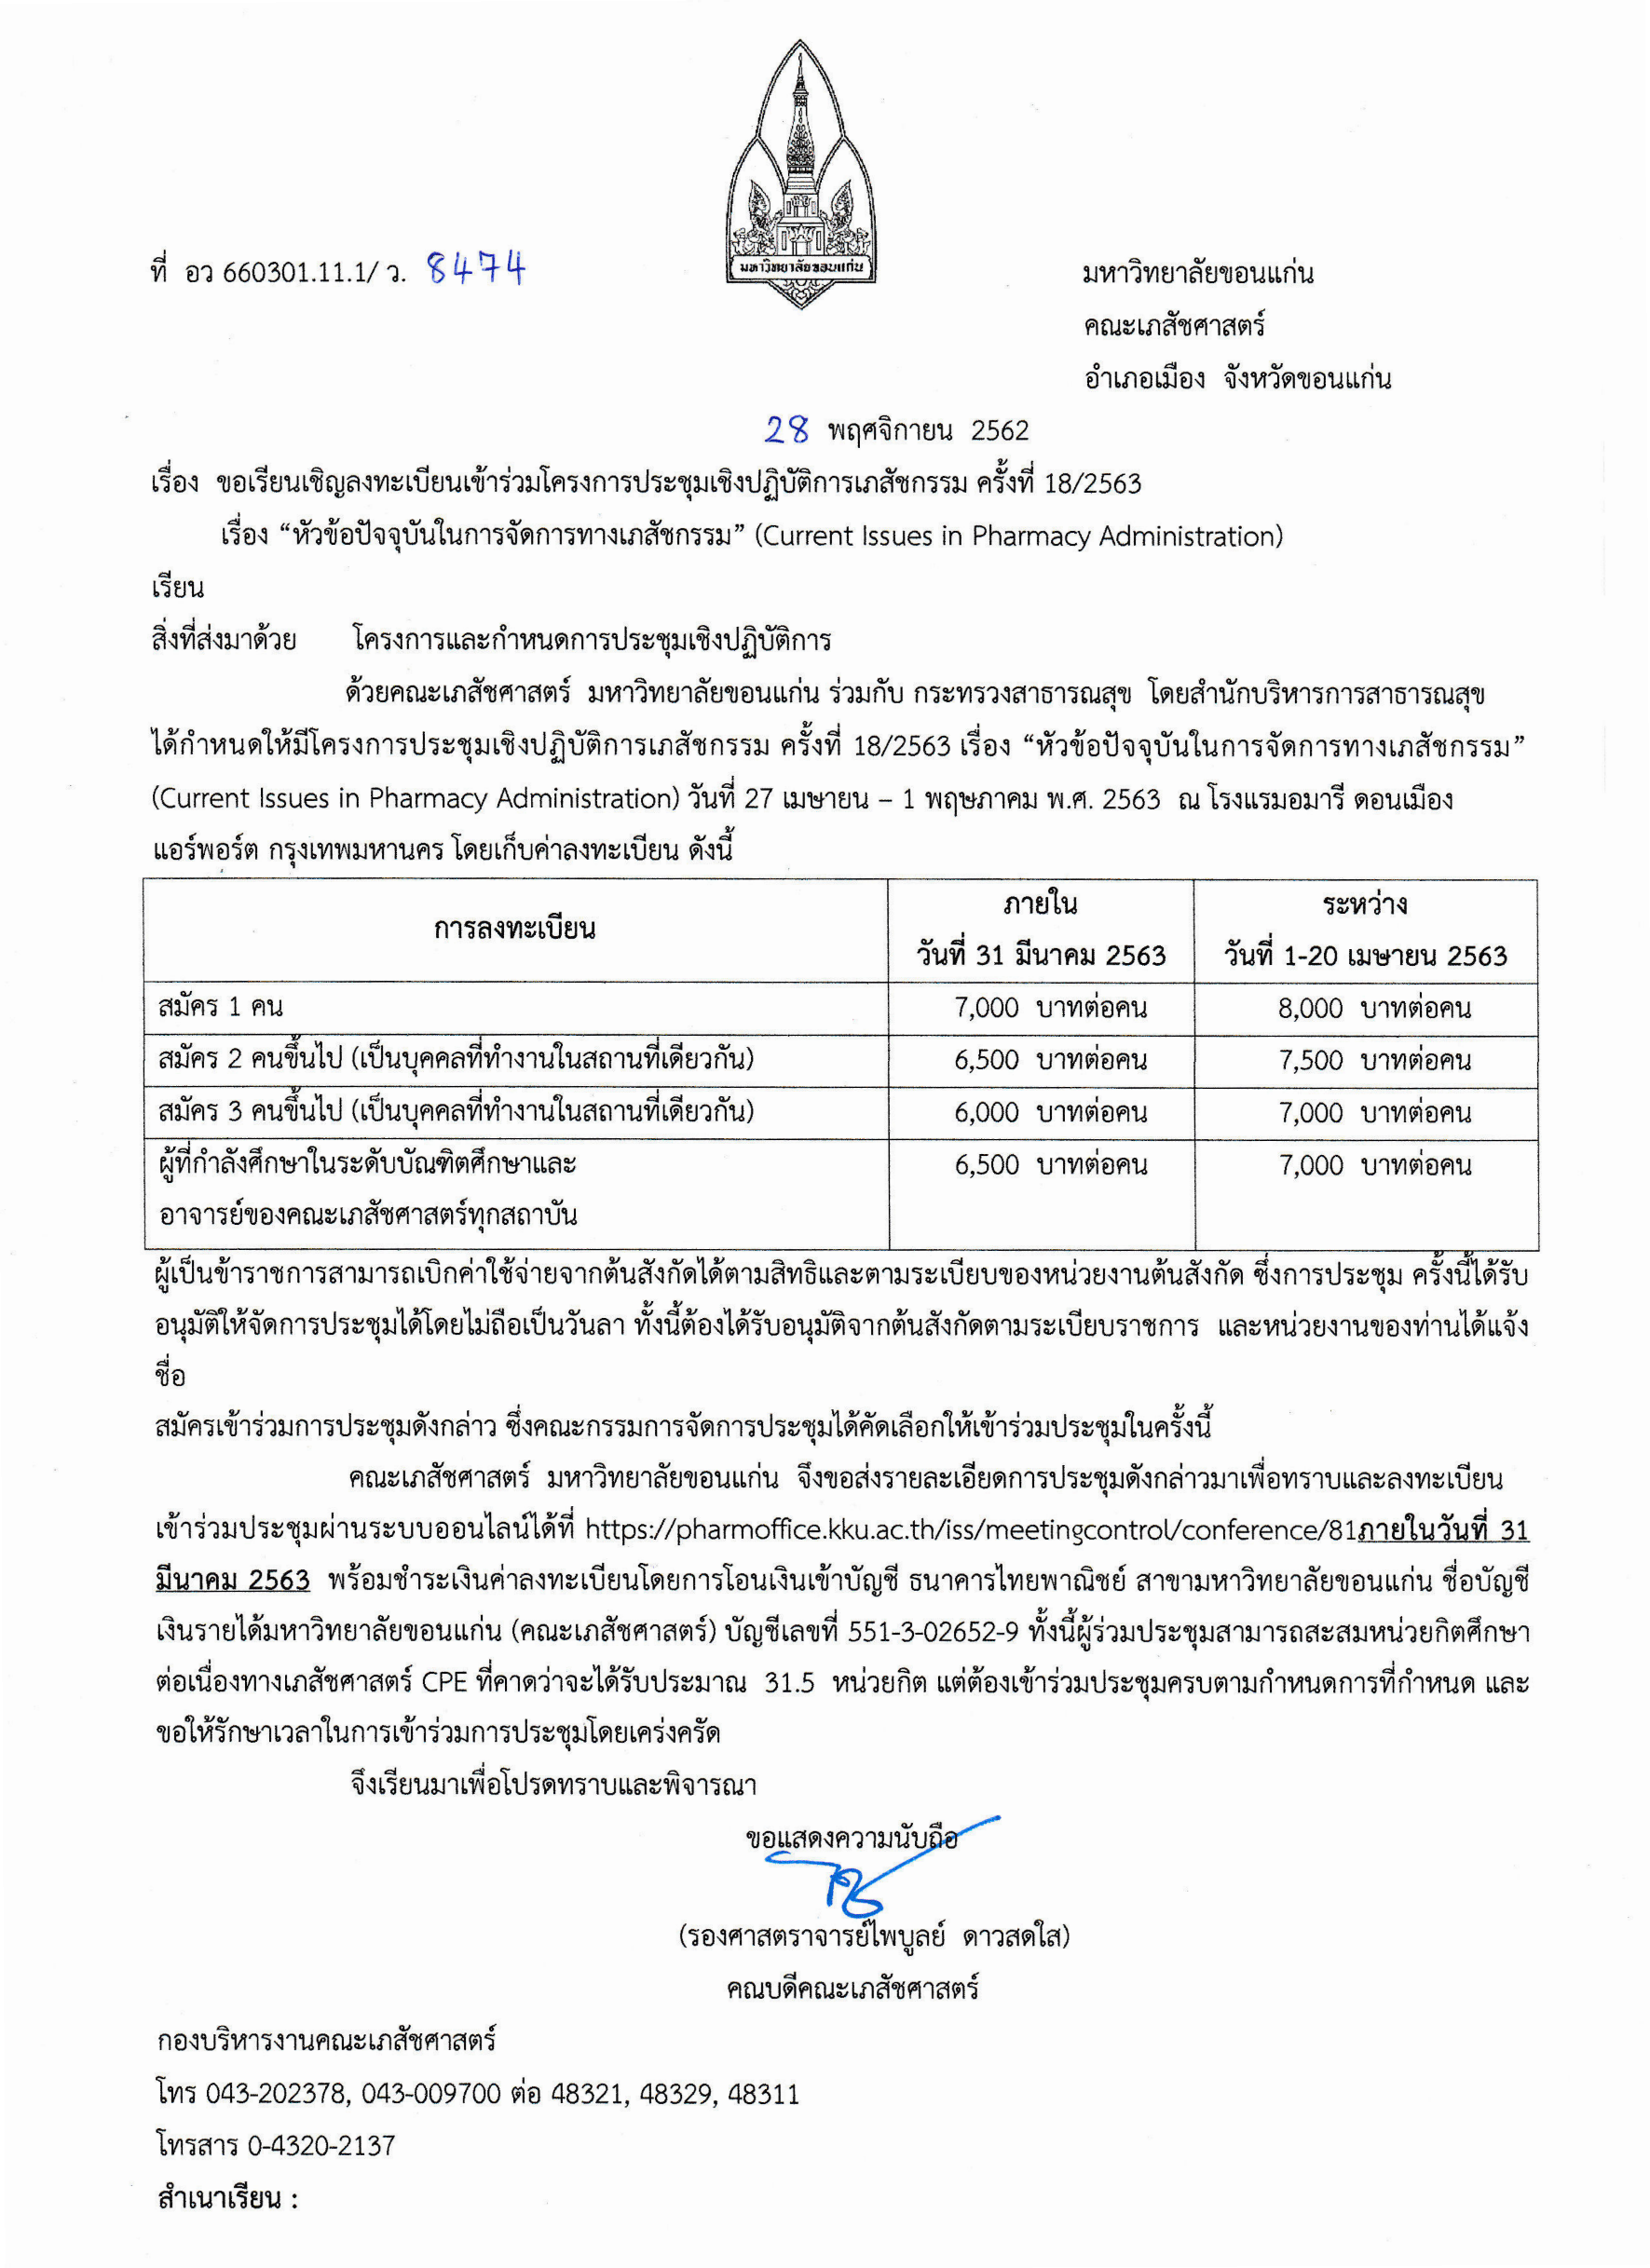 มหาวิทยาลัยขอนแก่น
ที่ อว 660301.11.1/ ว. 8474
มหาวิทยาลัยขอนแก่น
คณะเภสัชศาสตร์
อำเภอเมือง จังหวัดขอนแก่น
28 พฤศจิกายน 2562
เรื่อง ขอเรียนเชิญลงทะเบียนเข้าร่วมโครงการประชุมเชิงปฏิบัติการเภสัชกรรม ครั้งที่ 18/2563
เรื่อง “หัวข้อปัจจุบันในการจัดการทางเภสัชกรรม” (Current Issues in Pharmacy Administration)
เรียน
สิ่งที่ส่งมาด้วย โครงการและกำหนดการประชุมเชิงปฏิบัติการ
ด้วยคณะเภสัชศาสตร์ มหาวิทยาลัยขอนแก่น ร่วมกับ กระทรวงสาธารณสุข โดยสำนักบริหารการสาธารณสุข
ได้กำหนดให้มีโครงการประชุมเชิงปฏิบัติการเภสัชกรรม ครั้งที่ 18/2563 เรื่อง “หัวข้อปัจจุบันในการจัดการทางเภสัชกรรม”
(Current Issues in Pharmacy Administration) วันที่ 27 เมษายน – 1 พฤษภาคม พ.ศ. 2563 ณ โรงแรมอมารี ดอนเมือง
แอร์พอร์ต กรุงเทพมหานคร โดยเก็บค่าลงทะเบียน ดังนี้
การลงทะเบียน
ภายใน
วันที่ 31 มีนาคม 2563
ระหว่าง
วันที่ 1-20 เมษายน 2563
สมัคร 1 คน 7,000 บาทต่อคน 8,000 บาทต่อคน
สมัคร 2 คนขึ้นไป (เป็นบุคคลที่ทำงานในสถานที่เดียวกัน) 6,500 บาทต่อคน 7,500 บาทต่อคน
สมัคร 3 คนขึ้นไป (เป็นบุคคลที่ทำงานในสถานที่เดียวกัน) 6,000 บาทต่อคน 7,000 บาทต่อคน
ผู้ที่กำลังศึกษาในระดับบัณฑิตศึกษาและ 6,500 บาทต่อคน 7,000 บาทต่อคน
อาจารย์ของคณะเภสัชศาสตร์ทุกสถาบัน
ผู้เป็นข้าราชการสามารถเบิกค่าใช้จ่ายจากต้นสังกัดได้ตามสิทธิและตามระเบียบของหน่วยงานต้นสังกัด ซึ่งการประชุม ครั้งนี้ได้รับ
อนุมัติให้จัดการประชุมได้โดยไม่ถือเป็นวันลา ทั้งนี้ต้องได้รับอนุมัติจากต้นสังกัดตามระเบียบราชการ และหน่วยงานของท่านได้แจ้ง
ชื่อ
สมัครเข้าร่วมการประชุมดังกล่าว ซึ่งคณะกรรมการจัดการประชุมได้คัดเลือกให้เข้าร่วมประชุมในครั้งนี้
คณะเภสัชศาสตร์ มหาวิทยาลัยขอนแก่น จึงขอส่งรายละเอียดการประชุมดังกล่าวมาเพื่อทราบและลงทะเบียน
เข้าร่วมประชุมผ่านระบบออนไลน์ได้ที่ https://pharmoffice.kku.ac.th/iss/meetingcontrol/conference/81ภายในวันที่ 31
มีนาคม 2563 พร้อมชำระเงินค่าลงทะเบียนโดยการโอนเงินเข้าบัญชี ธนาคารไทยพาณิชย์ สาขามหาวิทยาลัยขอนแก่น ชื่อบัญชี
เงินรายได้มหาวิทยาลัยขอนแก่น (คณะเภสัชศาสตร์) บัญชีเลขที่ 551-3-02652-9 ทั้งนี้ผู้ร่วมประชุมสามารถสะสมหน่วยกิตศึกษา
ต่อเนื่องทางเภสัชศาสตร์ CPE ที่คาดว่าจะได้รับประมาณ 31.5 หน่วยกิต แต่ต้องเข้าร่วมประชุมครบตามกำหนดการที่กำหนด และ
ขอให้รักษาเวลาในการเข้าร่วมการประชุมโดยเคร่งครัด
จึงเรียนมาเพื่อโปรดทราบและพิจารณา
ขอแสดงความนับถือ
(รองศาสตราจารย์ไพบูลย์ ดาวสดใส)
คณบดีคณะเภสัชศาสตร์
กองบริหารงานคณะเภสัชศาสตร์
โทร 043-202378, 043-009700 ต่อ 48321, 48329, 48311
โทรสาร 0-4320-2137
สำเนาเรียน :